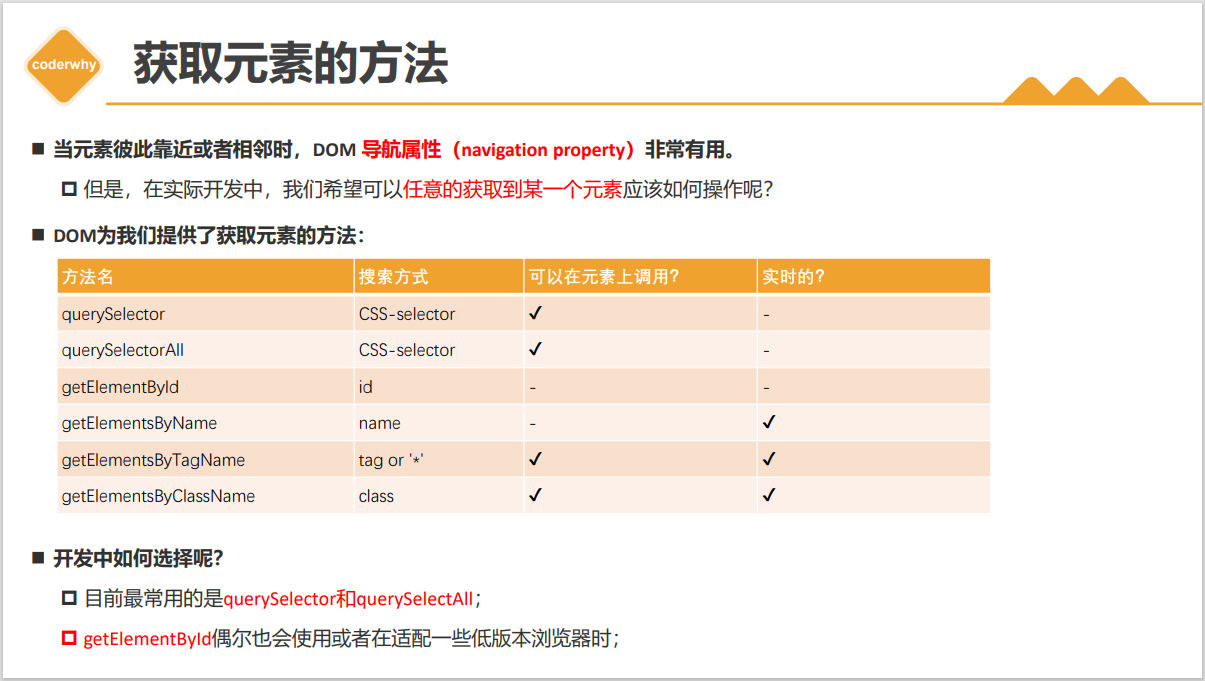 coderwhy
获取元素的方法
■ 当元素彼此靠近或者相邻时，DOM 导航属性（navigation property）非常有用。
但是，在实际开发中，我们希望可以任意的获取到某一个元素应该如何操作呢？
■ DOM为我们提供了获取元素的方法：
方法名 搜索方式 可以在元素上调用？ 实时的？
querySelector CSS-selector ✓ -
querySelectorAll CSS-selector ✓ -
getElementById id - -
getElementsByName name - ✓
getElementsByTagName tag or '*' ✓ ✓
getElementsByClassName class ✓ ✓
■ 开发中如何选择呢？
目前最常用的是querySelector和querySelectAll；
getElementById偶尔也会使用或者在适配一些低版本浏览器时；